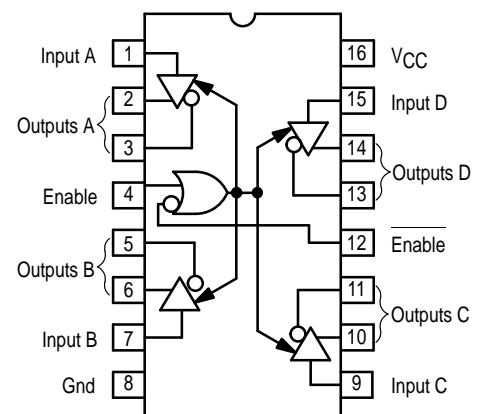 Input A 1
Outputs A 2
3
Enable 4
Outputs B 5
6
Input B 7
Gnd 8
16 VCC
15 Input D
14 Outputs D
13
12 Enable
11 Outputs C
10
9 Input C